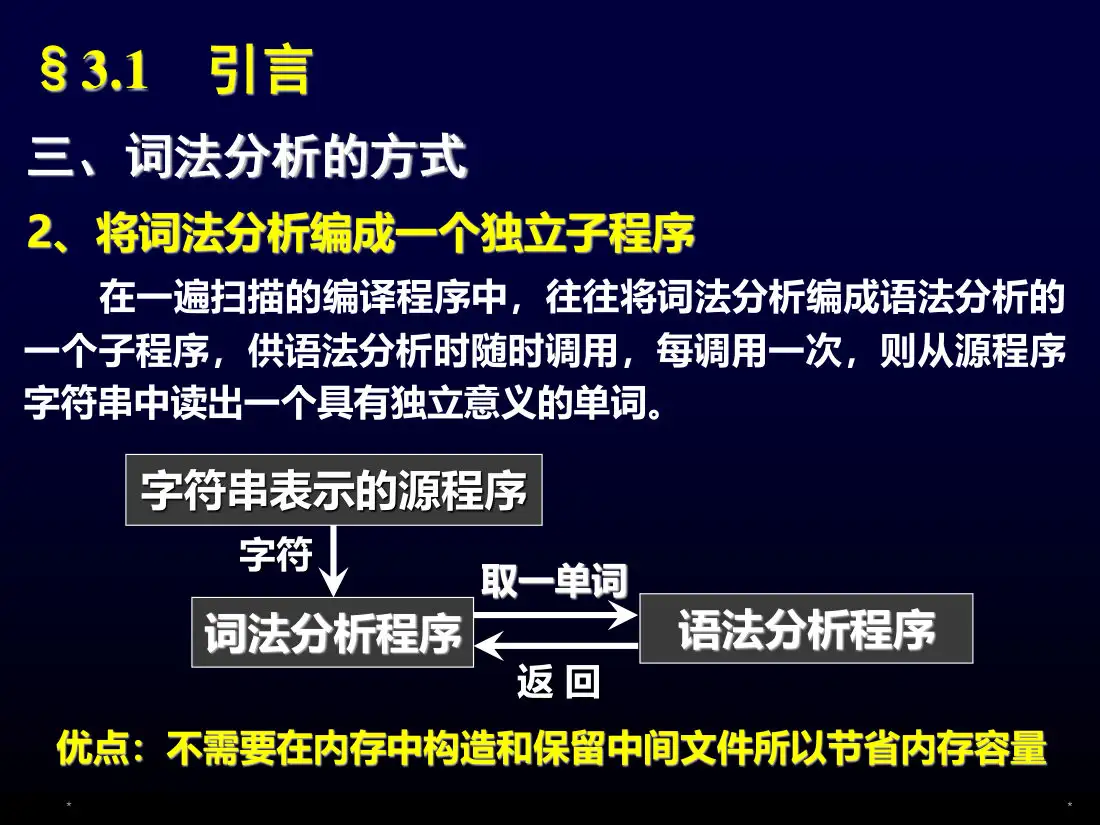 §3.1 引言
三、词法分析的方式
2、将词法分析编成一个独立子程序
在一遍扫描的编译程序中，往往将词法分析编成语法分析的
一个子程序，供语法分析时随时调用，每调用一次，则从源程序
字符串中读出一个具有独立意义的单词。
字符串表示的源程序
字符
取一单词
词法分析程序
语法分析程序
返 回
优点：不需要在内存中构造和保留中间文件所以节省内存容量
* *